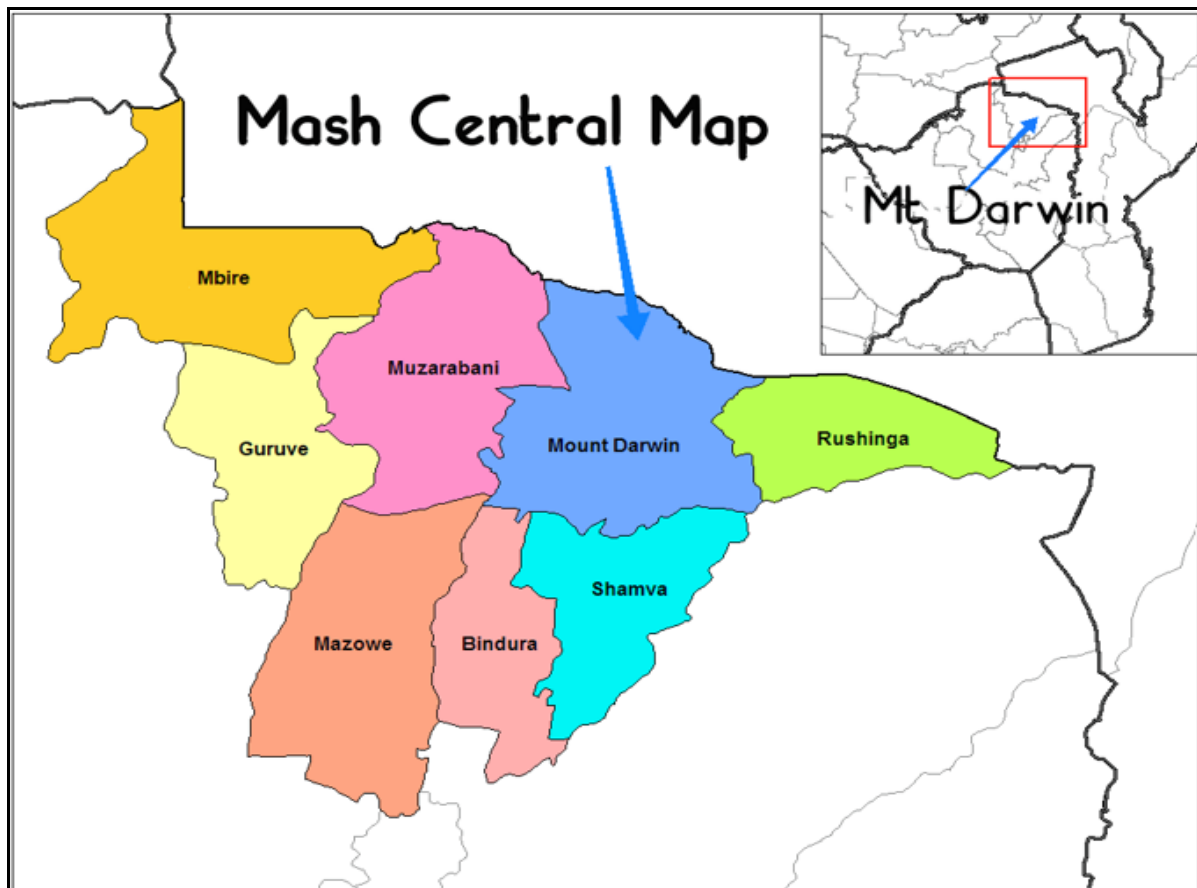 Mash Central Map
Mt Darwin
Mbire
Muzarabani
Guruve
Mount Darwin
Rushinga
Shamva
Mazowe
Bindura